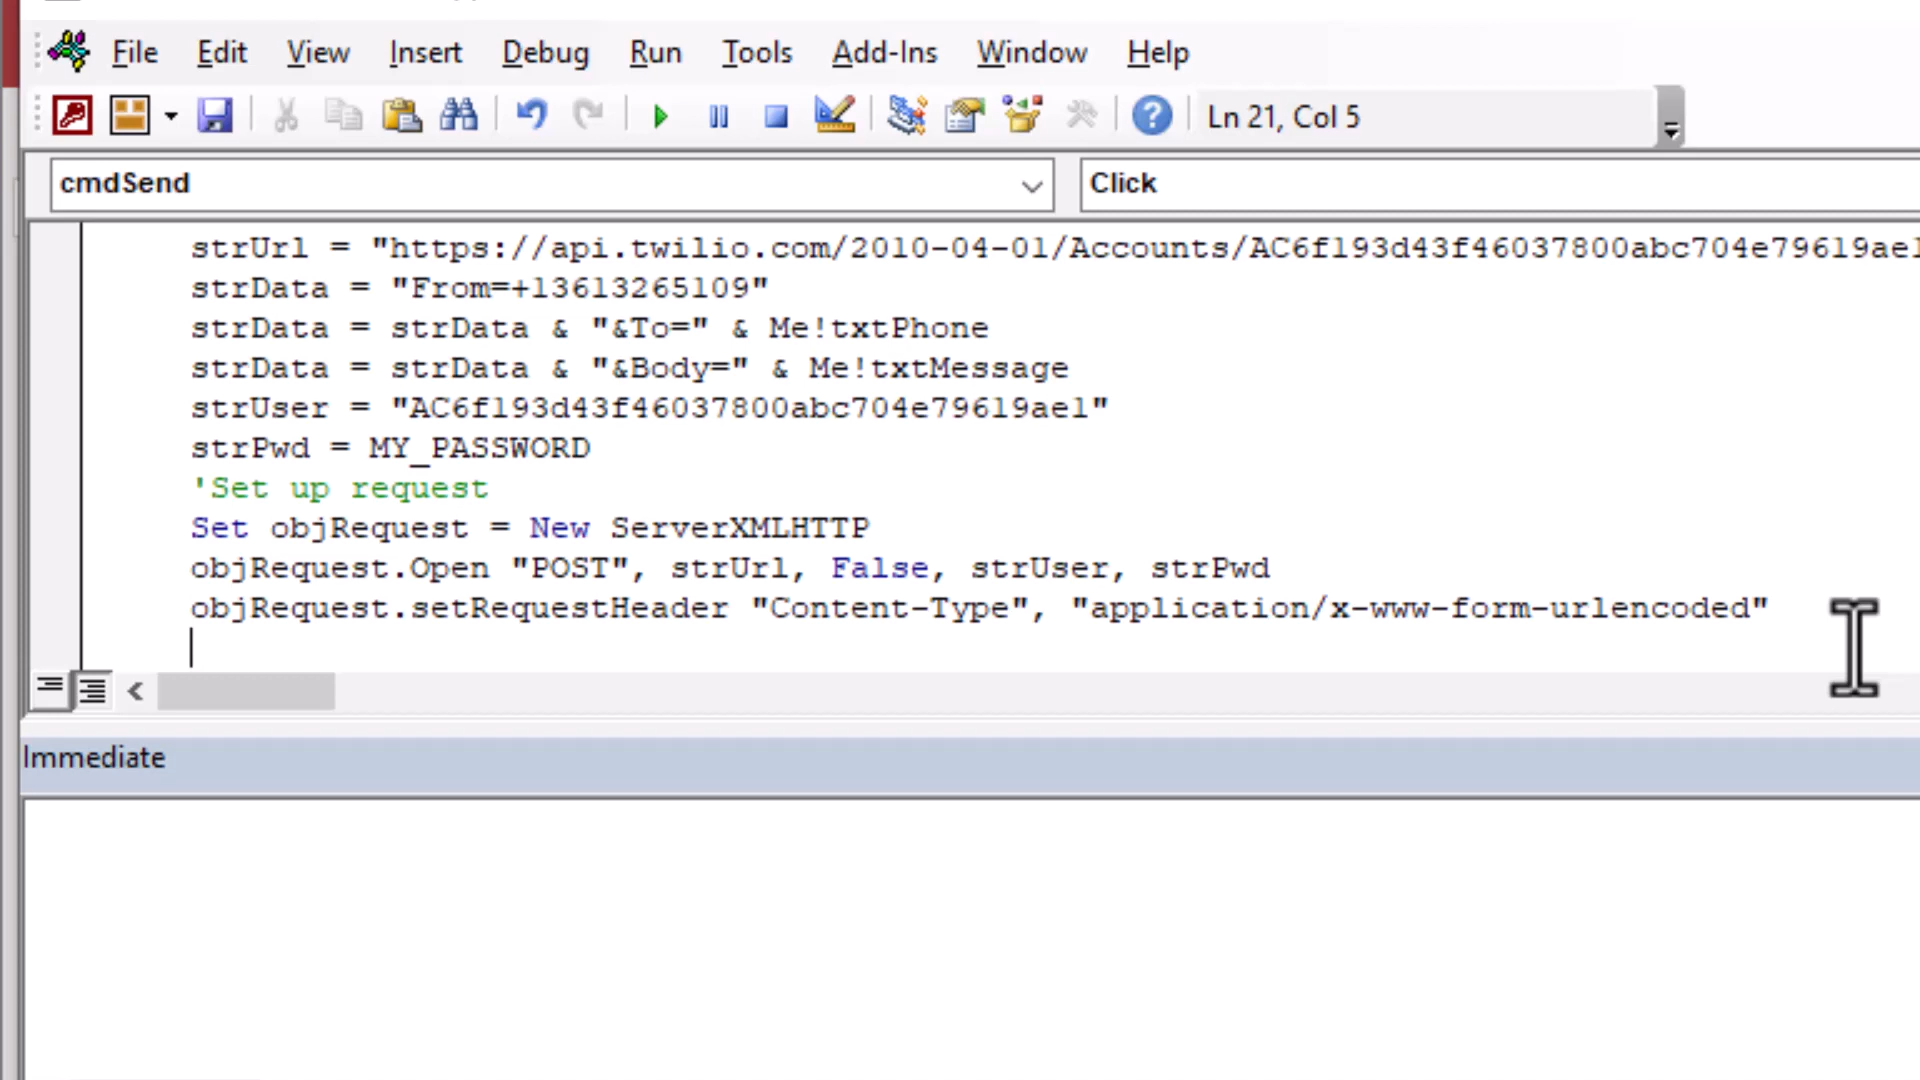 File Edit View Insert Debug Run Tools Add-Ins Window Help
Ln 21, Col 5
cmdSend Click
strUrl = "https://api.twilio.com/2010-04-01/Accounts/AC6f193d43f46037800abc704e79619ae1
strData = "From=+13613265109"
strData = strData & "&To=" & Me!txtPhone
strData = strData & "&Body=" & Me!txtMessage
strUser = "AC6f193d43f46037800abc704e79619ae1"
strPwd = MY_PASSWORD
'Set up request
Set objRequest = New ServerXMLHTTP
objRequest.Open "POST", strUrl, False, strUser, strPwd
objRequest.setRequestHeader "Content-Type", "application/x-www-form-urlencoded"
Immediate